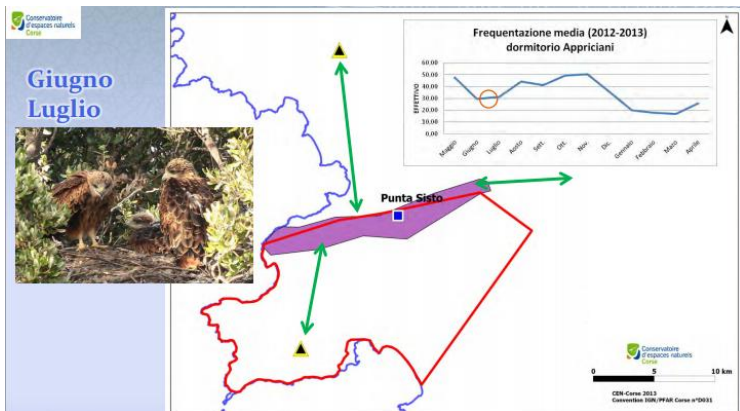 Conservatoire
d'espaces naturels
Corse
Giugno
Luglio
Frequentazione media (2012-2013)
dormitorio Appriciani
EFFETTIVO
60,00
50,00
40,00
30,00
20,00
10,00
0,00
Maggio
Giugno
Luglio
Aosto
Sett.
Ott.
Nov.
Dic.
Gennaio
Febbroio
Marzo
Aprile
Punta Sisto
Conservatoire
d'espaces naturels
Corse
0
5
10 km
CEN-Corse 2013
Convention IGN/PFAR Corse n°D031